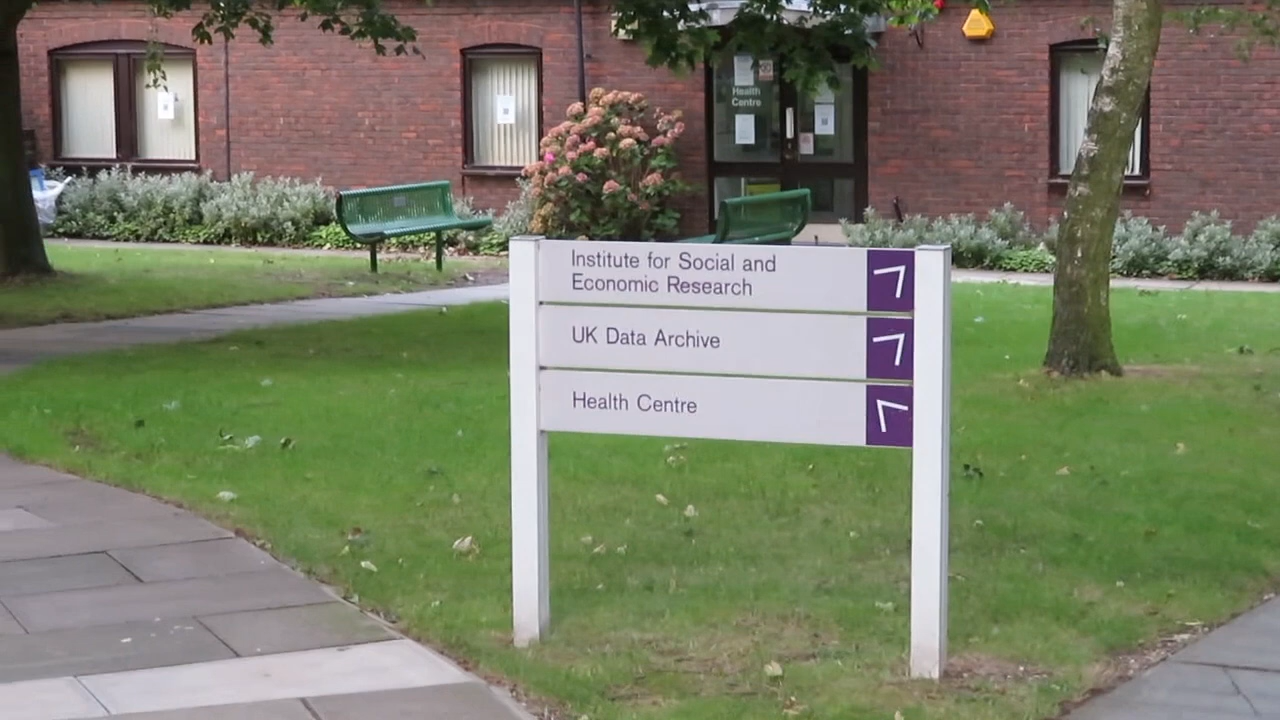 Health
Centre
Institute for Social and
Economic Research
UK Data Archive
Health Centre